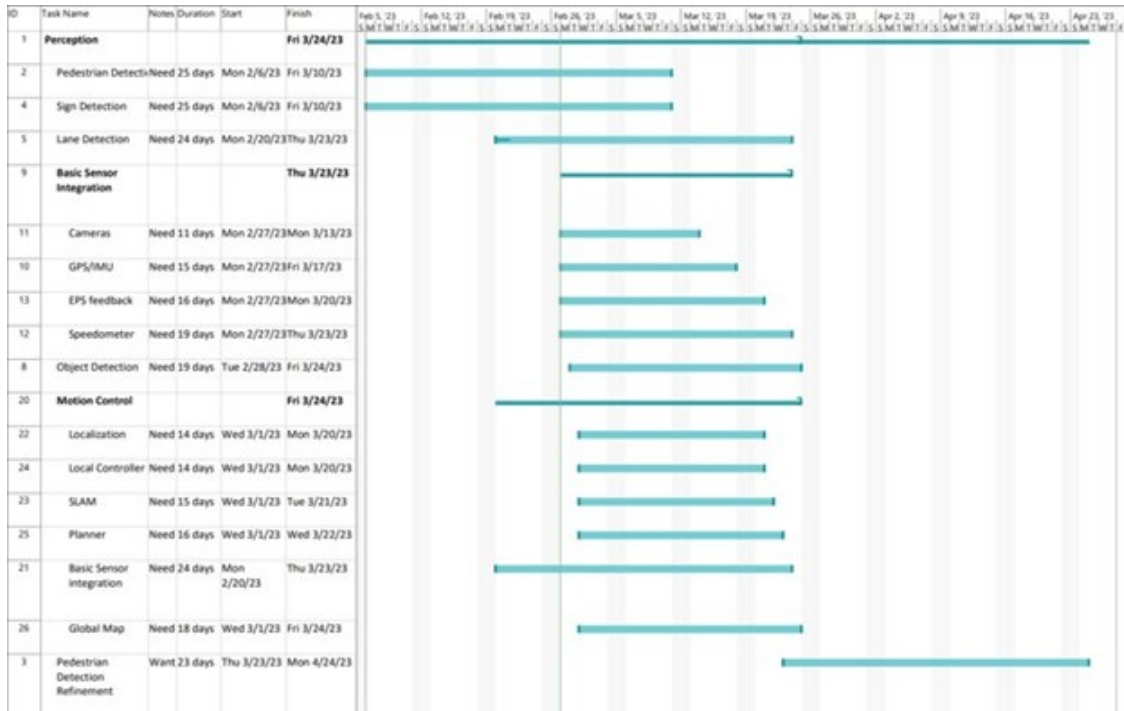 ID Task Name Notes Duration Start Finish Feb 5, '23 Feb 12, '23 Feb 19, '23 Feb 26, '23 Mar 5, '23 Mar 12, '23 Mar 19, '23 Mar 26, '23 Apr 2, '23 Apr 9, '23 Apr 16, '23 Apr 23, '23
1 Perception Fri 3/24/23
2 Pedestrian Detecti Need 25 days Mon 2/6/23 Fri 3/10/23
4 Sign Detection Need 25 days Mon 2/6/23 Fri 3/10/23
5 Lane Detection Need 24 days Mon 2/20/23 Thu 3/23/23
9 Basic Sensor Thu 3/23/23
Integration
11 Cameras Need 11 days Mon 2/27/23 Mon 3/13/23
10 GPS/IMU Need 15 days Mon 2/27/23 Fri 3/17/23
13 EPS feedback Need 16 days Mon 2/27/23 Mon 3/20/23
12 Speedometer Need 19 days Mon 2/27/23 Thu 3/23/23
8 Object Detection Need 19 days Tue 2/28/23 Fri 3/24/23
20 Motion Control Fri 3/24/23
22 Localization Need 14 days Wed 3/1/23 Mon 3/20/23
24 Local Controller Need 14 days Wed 3/1/23 Mon 3/20/23
23 SLAM Need 15 days Wed 3/1/23 Tue 3/21/23
25 Planner Need 16 days Wed 3/1/23 Wed 3/22/23
21 Basic Sensor Need 24 days Mon Thu 3/23/23
integration 2/20/23
26 Global Map Need 18 days Wed 3/1/23 Fri 3/24/23
3 Pedestrian Want 23 days Thu 3/23/23 Mon 4/24/23
Detection
Refinement